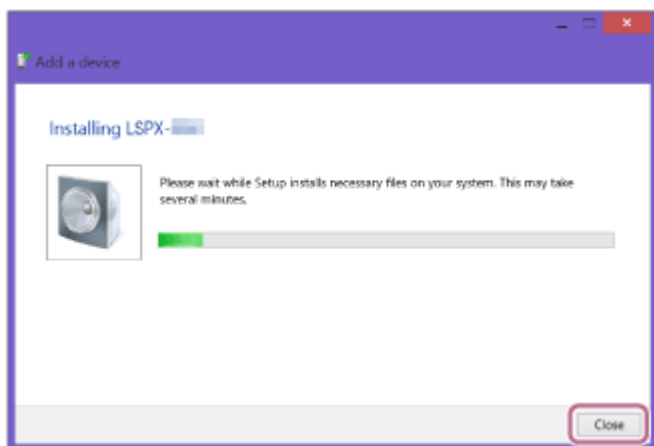 Add a device
Installing LSPX-
Please wait while Setup installs necessary files on your system. This may take
several minutes.
Close